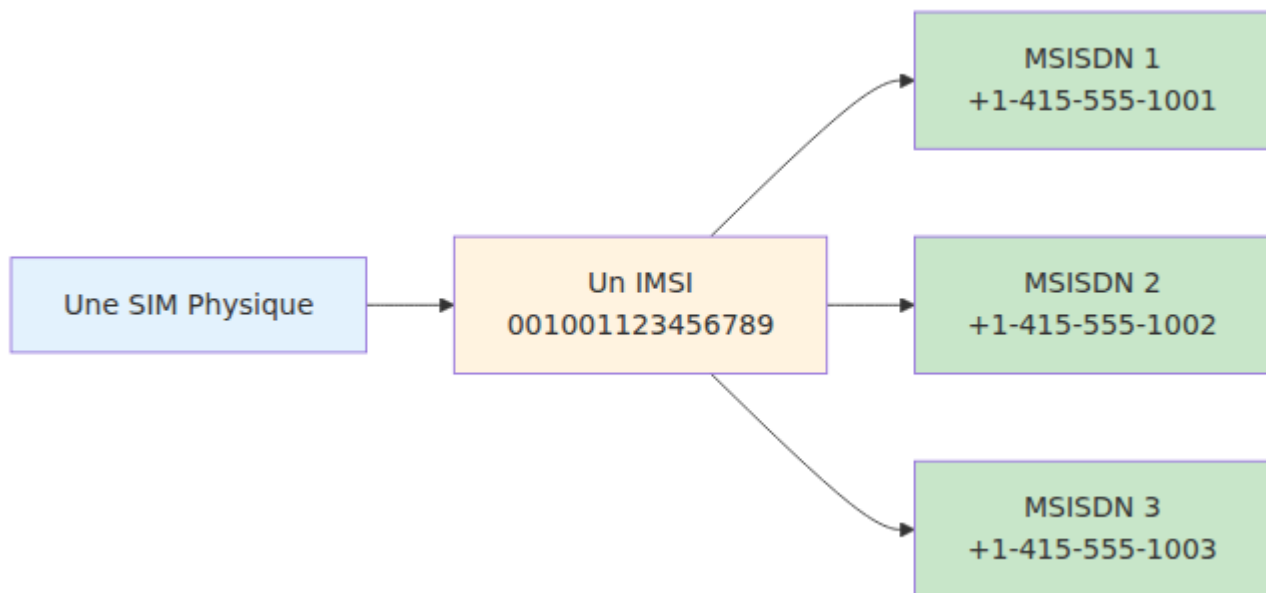 Une SIM Physique
Un IMSI
001001123456789
MSISDN 1
+1-415-555-1001
MSISDN 2
+1-415-555-1002
MSISDN 3
+1-415-555-1003